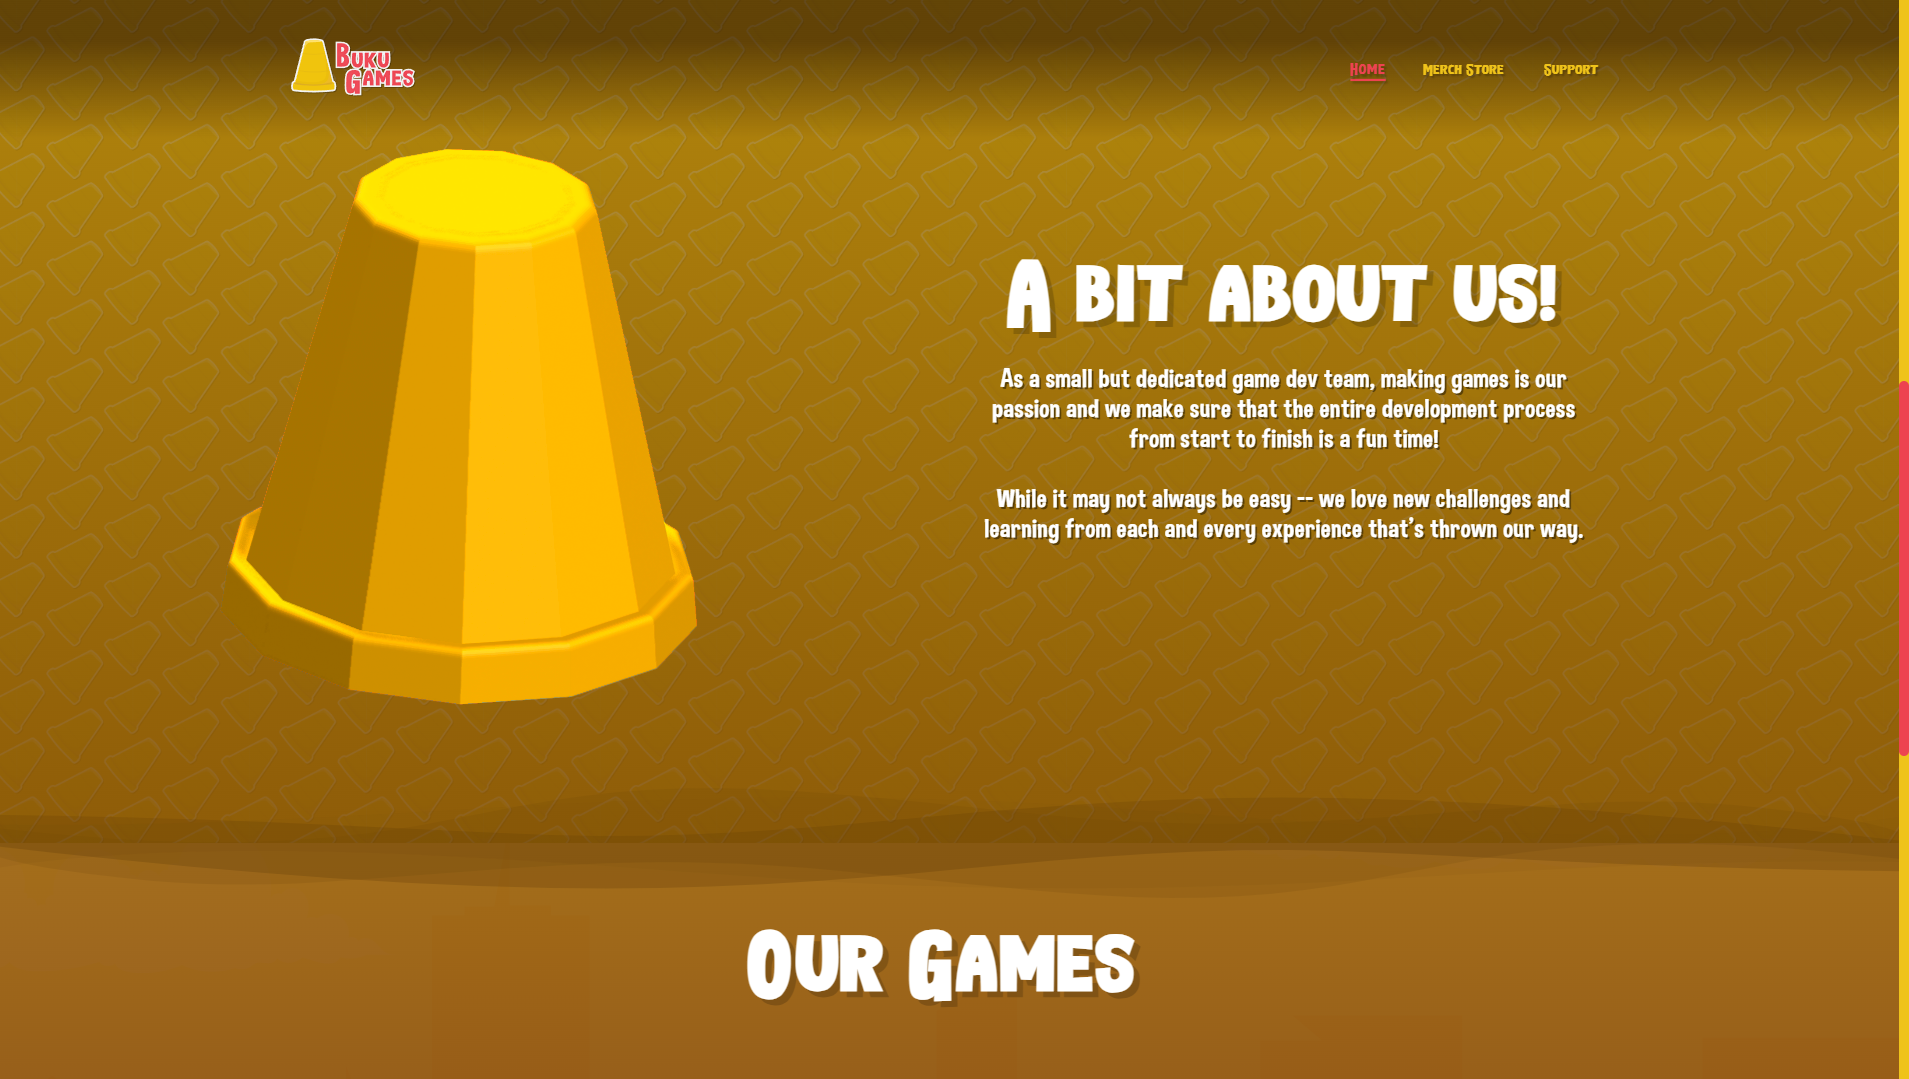 Buku
Games
Home
Merch Store
Support
A bit about us!
As a small but dedicated game dev team, making games is our
passion and we make sure that the entire development process
from start to finish is a fun time!
While it may not always be easy -- we love new challenges and
learning from each and every experience that's thrown our way.
Our Games